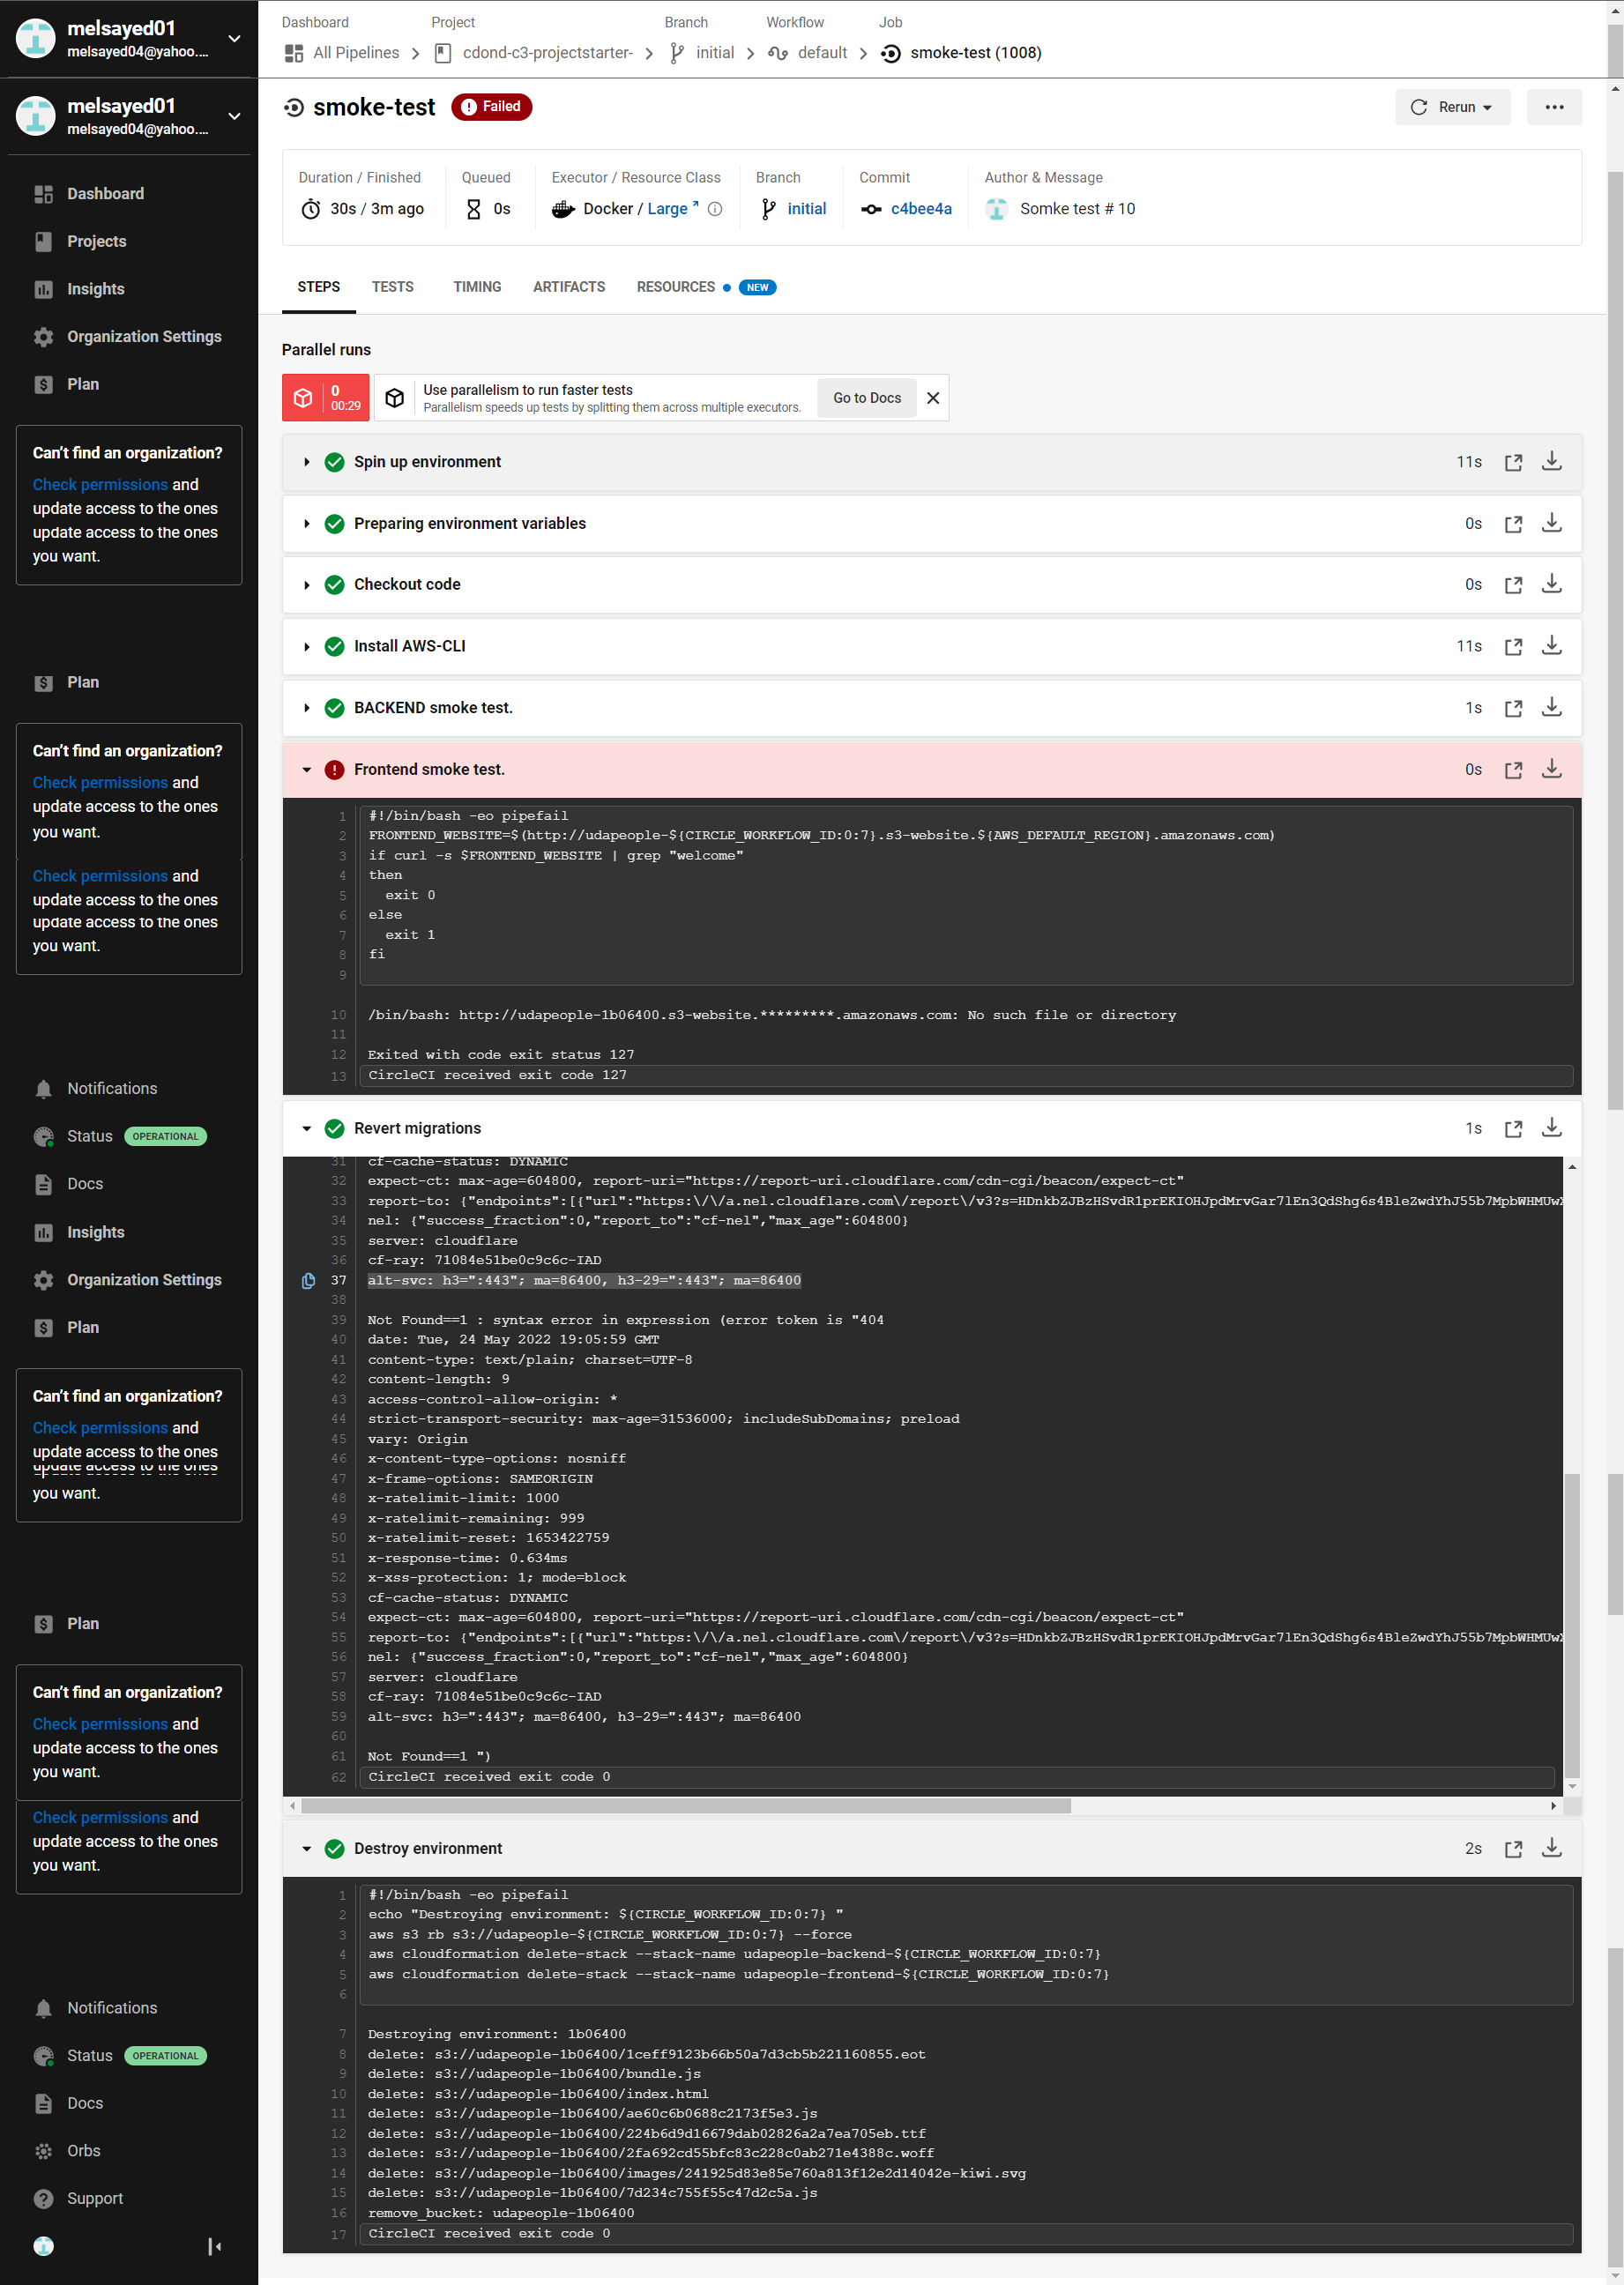 melsayed01
melsayed04@yahoo....
Dashboard
Project
Branch
Workflow
Job
All Pipelines
cdond-c3-projectstarter-
initial
default
smoke-test (1008)
melsayed01
melsayed04@yahoo....
Dashboard
Projects
Insights
Organization Settings
Plan
Can't find an organization?
Check permissions and
update access to the ones
update access to the ones
you want.
Plan
Can't find an organization?
Check permissions and
update access to the ones
you want.
Check permissions and
update access to the ones
update access to the ones
you want.
Notifications
Status OPERATIONAL
Docs
Insights
Organization Settings
Plan
Can't find an organization?
Check permissions and
update access to the ones
update access to the ones
you want.
Plan
Can't find an organization?
Check permissions and
update access to the ones
you want.
Check permissions and
update access to the ones
you want.
Notifications
Status OPERATIONAL
Docs
Orbs
Support
smoke-test
Failed
Rerun
Duration / Finished
30s / 3m ago
Queued
0s
Executor / Resource Class
Docker / Large
Branch
initial
Commit
c4bee4a
Author & Message
Somke test # 10
STEPS
TESTS
TIMING
ARTIFACTS
RESOURCES NEW
Parallel runs
0
00:29
Use parallelism to run faster tests
Parallelism speeds up tests by splitting them across multiple executors.
Go to Docs
Spin up environment 11s
Preparing environment variables 0s
Checkout code 0s
Install AWS-CLI 11s
BACKEND smoke test. 1s
Frontend smoke test. 0s
1 #!/bin/bash -eo pipefail
2 FRONTEND_WEBSITE=$(http://udapeople-${CIRCLE_WORKFLOW_ID:0:7}.s3-website.${AWS_DEFAULT_REGION}.amazonaws.com)
3 if curl -s $FRONTEND_WEBSITE | grep "welcome"
4 then
5 exit 0
6 else
7 exit 1
8 fi
9
10 /bin/bash: http://udapeople-1b06400.s3-website.*********.amazonaws.com: No such file or directory
11
12 Exited with code exit status 127
13 CircleCI received exit code 127
Revert migrations 1s
31 cf-cache-status: DYNAMIC
32 expect-ct: max-age=604800, report-uri="https://report-uri.cloudflare.com/cdn-cgi/beacon/expect-ct"
33 report-to: {"endpoints":[{"url":"https:\/\/a.nel.cloudflare.com\/report\/v3?s=HDnkbZJBzHSvdR1prEKIOHJpdMrvGar7lEn3QdShg6s4BleZwdYhJ55b7MpbWHMUwX
34 nel: {"success_fraction":0,"report_to":"cf-nel","max_age":604800}
35 server: cloudflare
36 cf-ray: 71084e51be0c9c6c-IAD
37 alt-svc: h3=":443"; ma=86400, h3-29=":443"; ma=86400
38
39 Not Found==1 : syntax error in expression (error token is "404
40 date: Tue, 24 May 2022 19:05:59 GMT
41 content-type: text/plain; charset=UTF-8
42 content-length: 9
43 access-control-allow-origin: *
44 strict-transport-security: max-age=31536000; includeSubDomains; preload
45 vary: Origin
46 x-content-type-options: nosniff
47 x-frame-options: SAMEORIGIN
48 x-ratelimit-limit: 1000
49 x-ratelimit-remaining: 999
50 x-ratelimit-reset: 1653422759
51 x-response-time: 0.634ms
52 x-xss-protection: 1; mode=block
53 cf-cache-status: DYNAMIC
54 expect-ct: max-age=604800, report-uri="https://report-uri.cloudflare.com/cdn-cgi/beacon/expect-ct"
55 report-to: {"endpoints":[{"url":"https:\/\/a.nel.cloudflare.com\/report\/v3?s=HDnkbZJBzHSvdR1prEKIOHJpdMrvGar7lEn3QdShg6s4BleZwdYhJ55b7MpbWHMUwX
56 nel: {"success_fraction":0,"report_to":"cf-nel","max_age":604800}
57 server: cloudflare
58 cf-ray: 71084e51be0c9c6c-IAD
59 alt-svc: h3=":443"; ma=86400, h3-29=":443"; ma=86400
60
61 Not Found==1 ")
62 CircleCI received exit code 0
Destroy environment 2s
1 #!/bin/bash -eo pipefail
2 echo "Destroying environment: ${CIRCLE_WORKFLOW_ID:0:7} "
3 aws s3 rb s3://udapeople-${CIRCLE_WORKFLOW_ID:0:7} --force
4 aws cloudformation delete-stack --stack-name udapeople-backend-${CIRCLE_WORKFLOW_ID:0:7}
5 aws cloudformation delete-stack --stack-name udapeople-frontend-${CIRCLE_WORKFLOW_ID:0:7}
6
7 Destroying environment: 1b06400
8 delete: s3://udapeople-1b06400/1ceff9123b66b50a7d3cb5b221160855.eot
9 delete: s3://udapeople-1b06400/bundle.js
10 delete: s3://udapeople-1b06400/index.html
11 delete: s3://udapeople-1b06400/ae60c6b0688c2173f5e3.js
12 delete: s3://udapeople-1b06400/224b6d9d16679dab02826a2a7ea705eb.ttf
13 delete: s3://udapeople-1b06400/2fa692cd55bfc83c228c0ab271e4388c.woff
14 delete: s3://udapeople-1b06400/images/241925d83e85e760a813f12e2d14042e-kiwi.svg
15 delete: s3://udapeople-1b06400/7d234c755f55c47d2c5a.js
16 remove_bucket: udapeople-1b06400
17 CircleCI received exit code 0